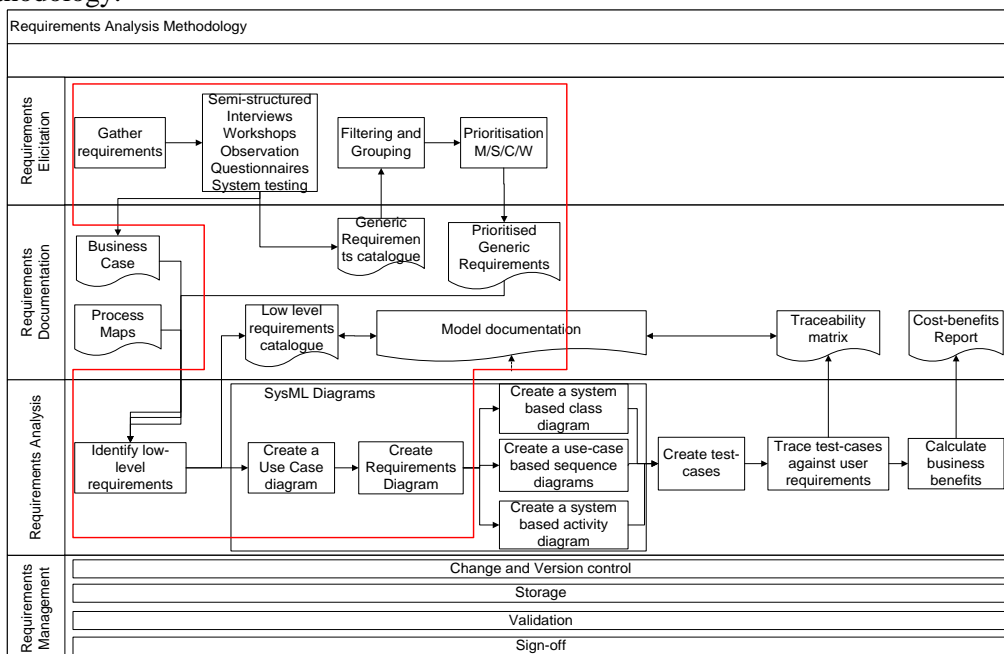 hodology.
Requirements Analysis Methodology
Requirements
Elicitation
Gather
requirements
Semi-structured
Interviews
Workshops
Observation
Questionnaires
System testing
Filtering and
Grouping
Prioritisation
M/S/C/W
Requirements
Documentation
Business
Case
Generic
Requiremen
ts catalogue
Prioritised
Generic
Requirements
Process
Maps
Low level
requirements
catalogue
Model documentation
Traceability
matrix
Cost-benefits
Report
Requirements Analysis
SysML Diagrams
Identify low-
level
requirements
Create a
Use Case
diagram
Create
Requirements
Diagram
Create a system
based class
diagram
Create a use-case
based sequence
diagrams
Create a system
based activity
diagram
Create test-
cases
Trace test-cases
against user
requirements
Calculate
business
benefits
Requirements
Management
Change and Version control
Storage
Validation
Sign-off